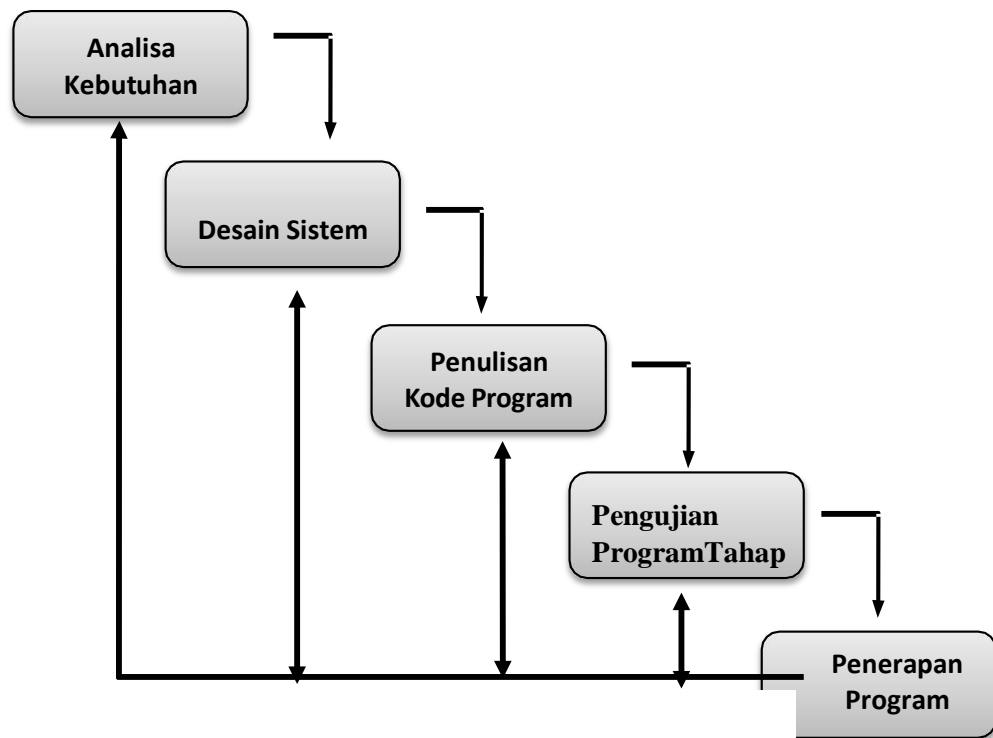 Analisa
Kebutuhan
Desain Sistem
Penulisan
Kode Program
Pengujian
ProgramTahap
Penerapan
Program